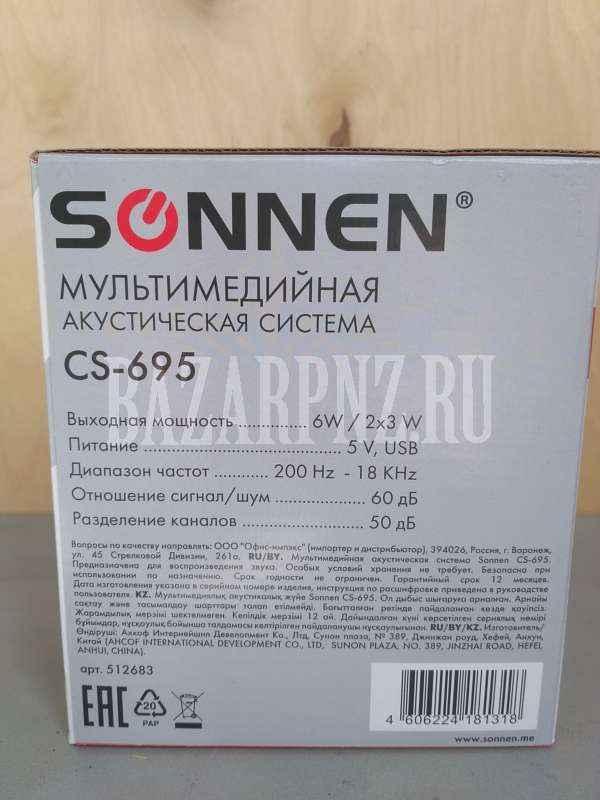 SONNEN®
МУЛЬТИМЕДИЙНАЯ
АКУСТИЧЕСКАЯ СИСТЕМА
CS-695
BAZARPNZ.RU
Выходная мощность ............... 6W / 2x3 W
Питание ........................................ 5 V, USB
Диапазон частот ............ 200 Hz - 18 KHz
Отношение сигнал/шум .................. 60 дБ
Разделение каналов ....................... 50 дБ
Вопросы по качеству направлять: ООО "Офис-импэкс" (импортер и дистрибьютор), 394026, Россия, г. Воронеж,
ул. 45 Стрелковой Дивизии, 261а. RU/BY. Мультимедийная акустическая система Sonnen CS-695.
Предназначена для воспроизведения звука. Особых условий хранения не требует. Безопасна при
использовании по назначению. Срок годности не ограничен. Гарантийный срок 12 месяцев.
Дата изготовления указана в серийном номере изделия, инструкция по расшифровке приведена в руководстве
пользователя. KZ. Мультимедиалық акустикалық жүйе Sonnen CS-695. Ол дыбыс шығаруға арналған. Арнайы
сақтау және тасымалдау шарттары талап етілмейді. Бағытталған ретінде пайдаланған кезде қауіпсіз.
Жарамдылық мерзімі шектелмеген. Кепілдік мерзімі 12 ай. Дайындалған күні көрсетілген сериялық нөмірі
бұйымдар, нұсқаулық бойынша талдамасы келтірілген пайдаланушы нұсқаулығынан. RU/BY/KZ. Изготовитель/
Өндіруші: Ахкоф Интернейшнл Девелопмент Ко., Лтд, Сунон плаза, № 389, Джинжаи роуд, Хефей, Анхуи,
Китай (AHCOF INTERNATIONAL DEVELOPMENT CO., LTD, SUNON PLAZA, NO. 389, JINZHAI ROAD, HEFEI,
ANHUI, CHINA).
арт. 512683
EAC
20
PAP
4 606224 181318
www.sonnen.me